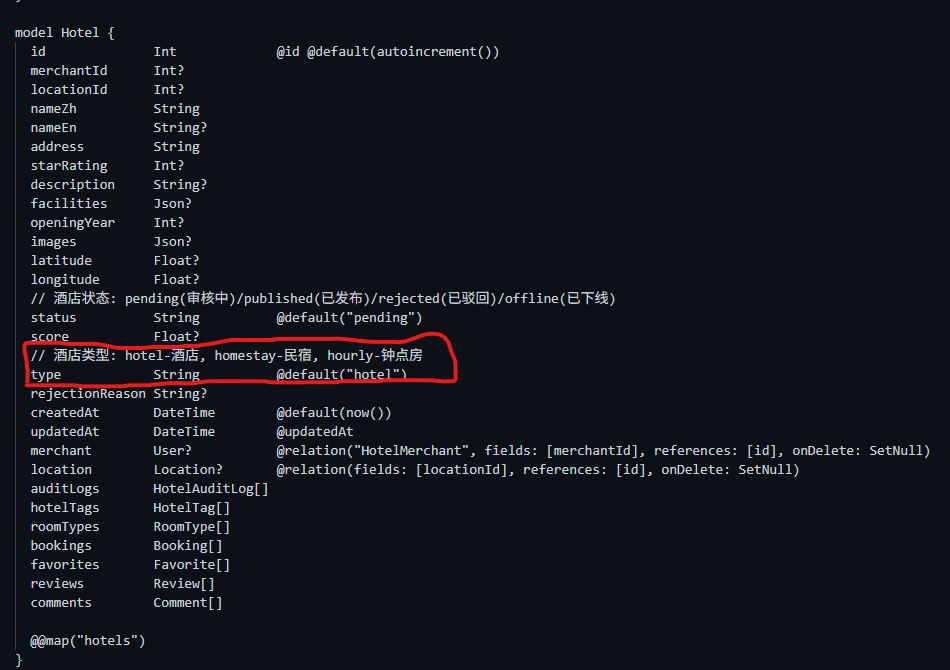 model Hotel {
id Int @id @default(autoincrement())
merchantId Int?
locationId Int?
nameZh String
nameEn String?
address String
starRating Int?
description String?
facilities Json?
openingYear Int?
images Json?
latitude Float?
longitude Float?
// 酒店状态: pending(审核中)/published(已发布)/rejected(已驳回)/offline(已下线)
status String @default("pending")
score Float?
// 酒店类型: hotel-酒店, homestay-民宿, hourly-钟点房
type String @default("hotel")
rejectionReason String?
createdAt DateTime @default(now())
updatedAt DateTime @updatedAt
merchant User? @relation("HotelMerchant", fields: [merchantId], references: [id], onDelete: SetNull)
location Location? @relation(fields: [locationId], references: [id], onDelete: SetNull)
auditLogs HotelAuditLog[]
hotelTags HotelTag[]
roomTypes RoomType[]
bookings Booking[]
favorites Favorite[]
reviews Review[]
comments Comment[]
@@map("hotels")
}